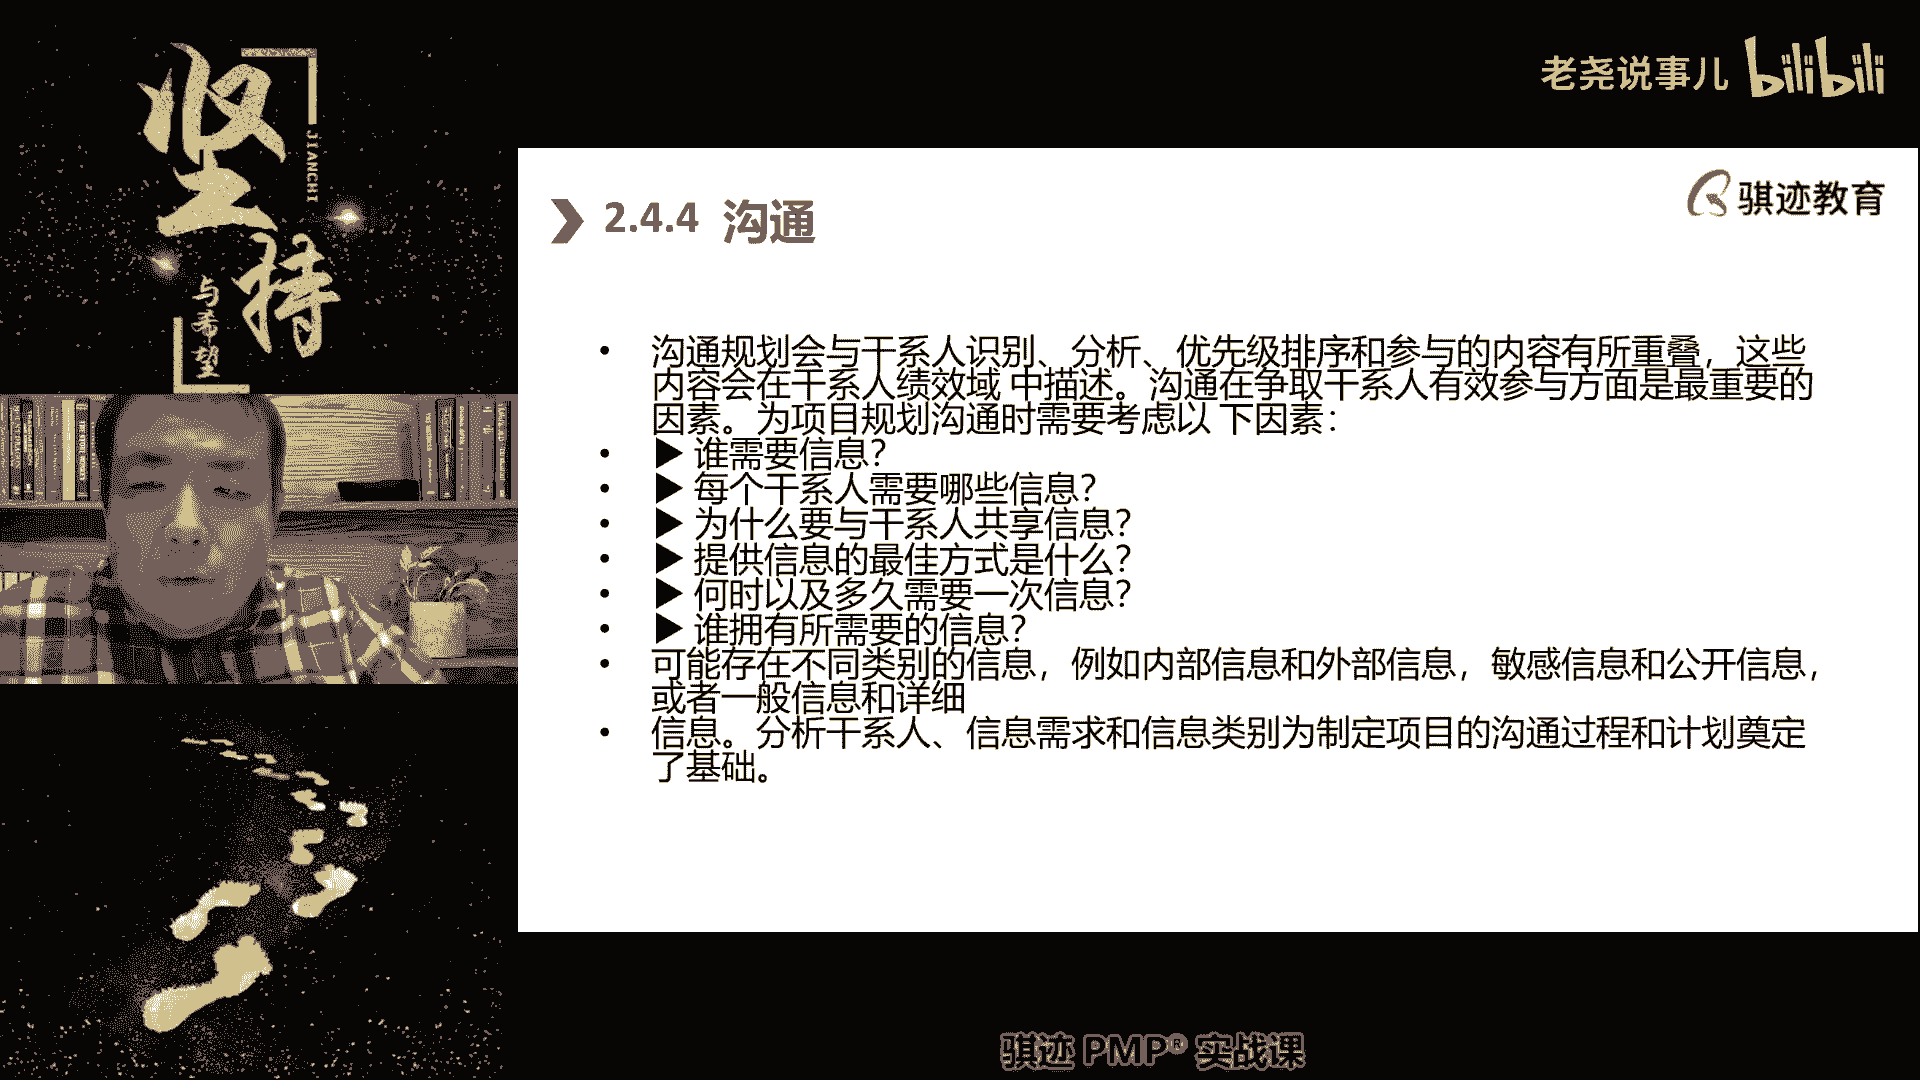 坚持
JIANCHI
与希望
老尧说事儿 bilibili
骐迹教育
2.4.4 沟通
• 沟通规划会与干系人识别、分析、优先级排序和参与的内容有所重叠，这些
内容会在干系人绩效域 中描述。沟通在争取干系人有效参与方面是最重要的
因素。为项目规划沟通时需要考虑以 下因素：
• ▶ 谁需要信息？
• ▶ 每个干系人需要哪些信息？
• ▶ 为什么要与干系人共享信息？
• ▶ 提供信息的最佳方式是什么？
• ▶ 何时以及多久需要一次信息？
• ▶ 谁拥有所需要的信息？
• 可能存在不同类别的信息，例如内部信息和外部信息，敏感信息和公开信息，
或者一般信息和详细
• 信息。分析干系人、信息需求和信息类别为制定项目的沟通过程和计划奠定
了基础。
骐迹 PMP® 实战课